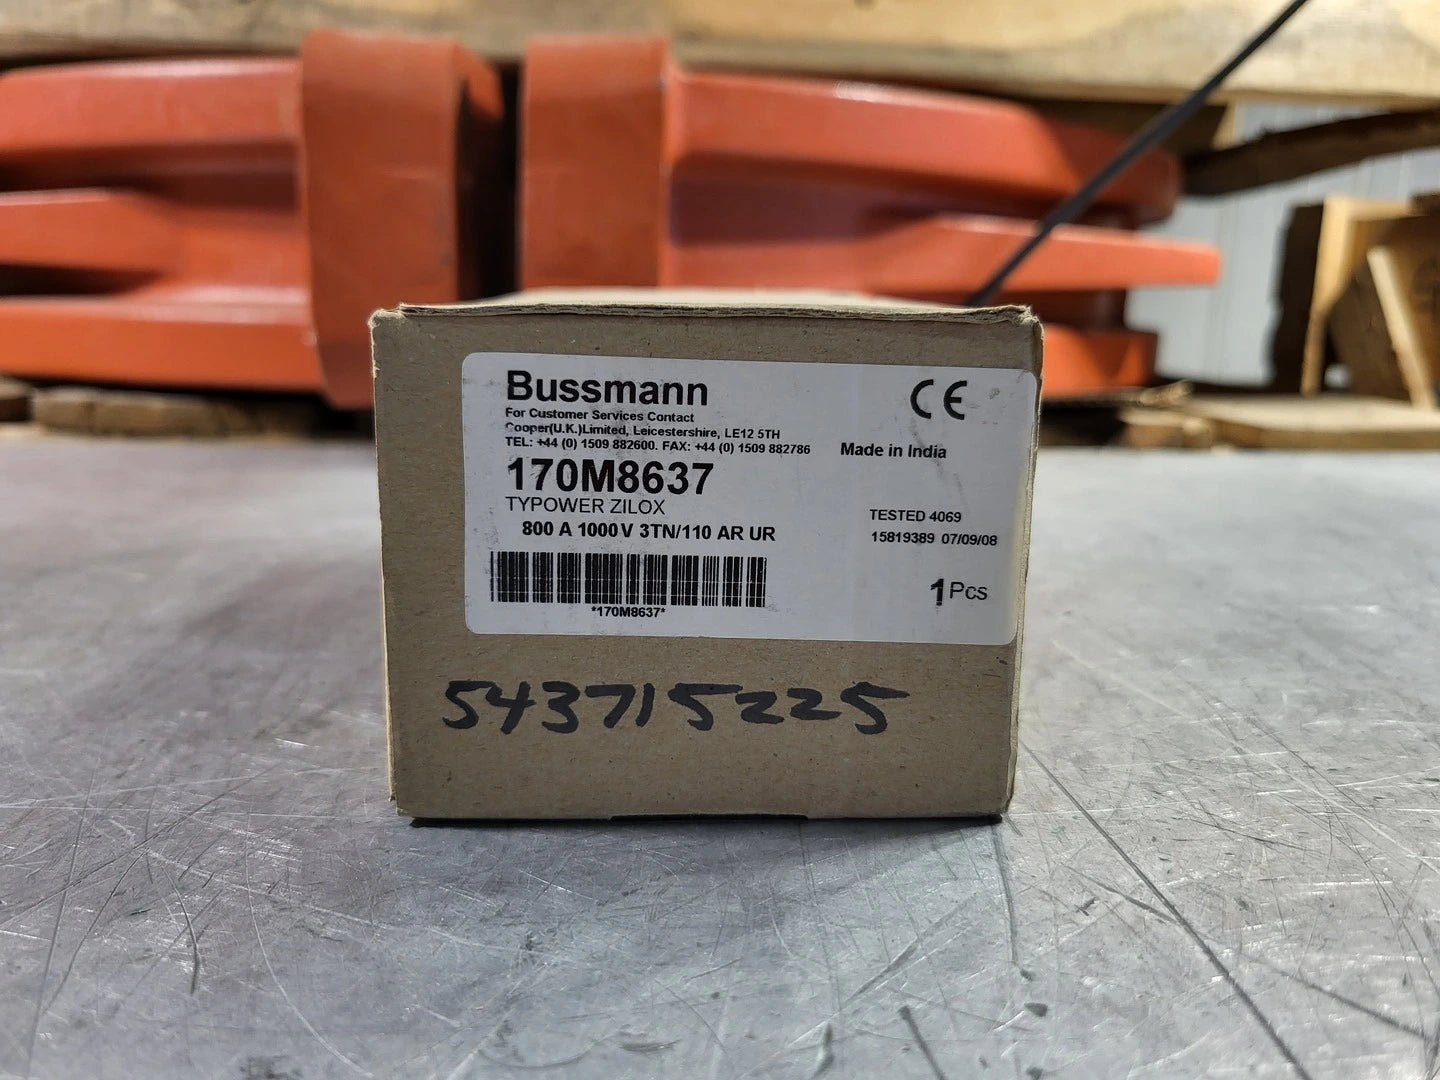 Bussmann
For Customer Services Contact
Cooper(U.K.)Limited, Leicestershire, LE12 5TH
TEL: +44 (0) 1509 882600. FAX: +44 (0) 1509 882786
CE
Made in India
170M8637
TYPOWER ZILOX
800 A 1000V 3TN/110 AR UR
TESTED 4069
15819389 07/09/08
*170M8637*
1 Pcs
543715225